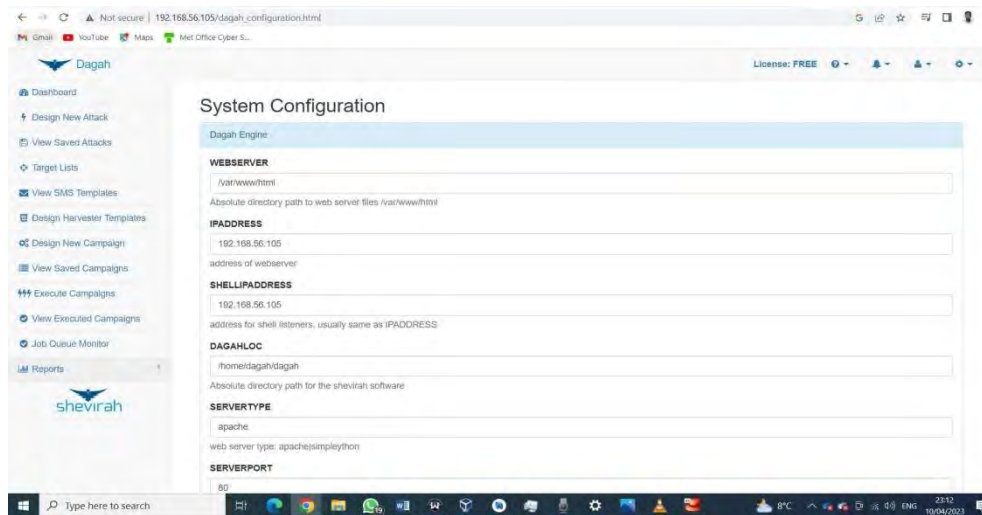 Not secure | 192.168.56.105/dagah_configuration.html
Gmail YouTube Maps Met Office Cyber S...
Dagah
License: FREE
Dashboard
Design New Attack
View Saved Attacks
Target Lists
View SMS Templates
Design Harvester Templates
Design New Campaign
View Saved Campaigns
Execute Campaigns
View Executed Campaigns
Job Queue Monitor
Reports
shevirah
System Configuration
Dagah Engine
WEBSERVER
/var/www/html
Absolute directory path to web server files /var/www/html
IPADDRESS
192.168.56.105
address of webserver
SHELLIPADDRESS
192.168.56.105
address for shell listeners, usually same as IPADDRESS
DAGAHLOC
/home/dagah/dagah
Absolute directory path for the shevirah software
SERVERTYPE
apache
web server type: apache|simpleython
SERVERPORT
80
Type here to search
19
8°C
ENG
23:12
10/04/2023